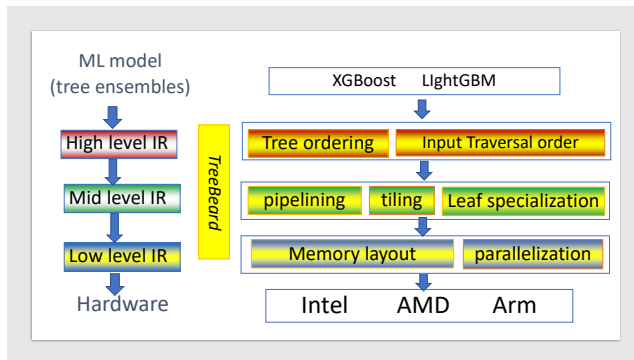 ML model
(tree ensembles)
High level IR
Mid level IR
Low level IR
Hardware
TreeBeard
XGBoost LIghtGBM
Tree ordering Input Traversal order
pipelining tiling Leaf specialization
Memory layout parallelization
Intel AMD Arm